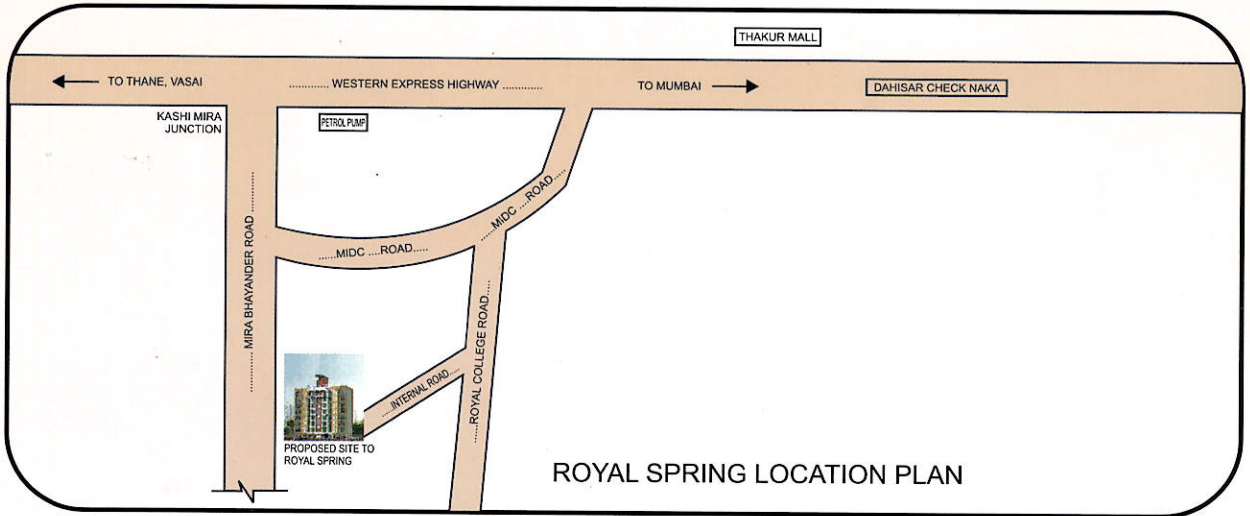 THAKUR MALL
TO THANE, VASAI
............ WESTERN EXPRESS HIGHWAY ............
TO MUMBAI
DAHISAR CHECK NAKA
KASHI MIRA
JUNCTION
PETROL PUMP
............ MIRA BHAYANDER ROAD ............
......MIDC ....ROAD.....
......MIDC ....ROAD.....
......ROYAL COLLEGE ROAD......
....INTERNAL ROAD....
PROPOSED SITE TO
ROYAL SPRING
ROYAL SPRING LOCATION PLAN